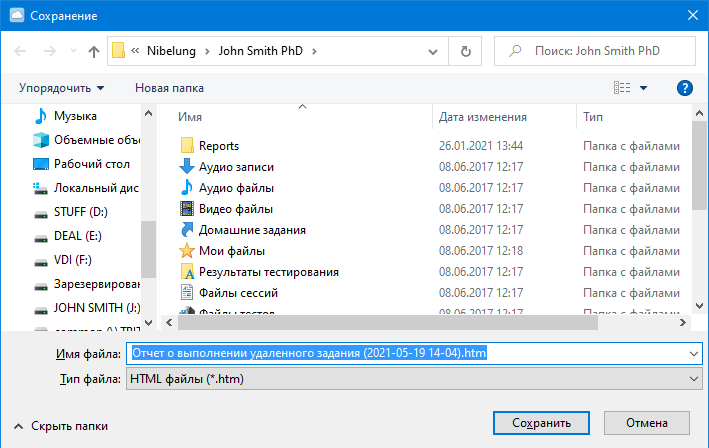 Сохранение
« Nibelung > John Smith PhD >
Поиск: John Smith PhD
Упорядочить Новая папка
Музыка
Объемные объе
Рабочий стол
Локальный дис
STUFF (D:)
DEAL (E:)
VDI (F:)
Зарезервирован
JOHN SMITH (J:)
Имя Дата изменения Тип
Reports 26.01.2021 13:44 Папка с файлами
Аудио записи 08.06.2017 12:17 Папка с файлами
Аудио файлы 08.06.2017 12:17 Папка с файлами
Видео файлы 08.06.2017 12:17 Папка с файлами
Домашние задания 08.06.2017 12:17 Папка с файлами
Мои файлы 08.06.2017 12:18 Папка с файлами
Результаты тестирования 08.06.2017 12:17 Папка с файлами
Файлы сессий 08.06.2017 12:17 Папка с файлами
Файлы тестов 08.06.2017 12:17 Папка с файлами
Имя файла: Отчет о выполнении удаленного задания (2021-05-19 14-04).htm
Тип файла: HTML файлы (*.htm)
Скрыть папки
Сохранить Отмена